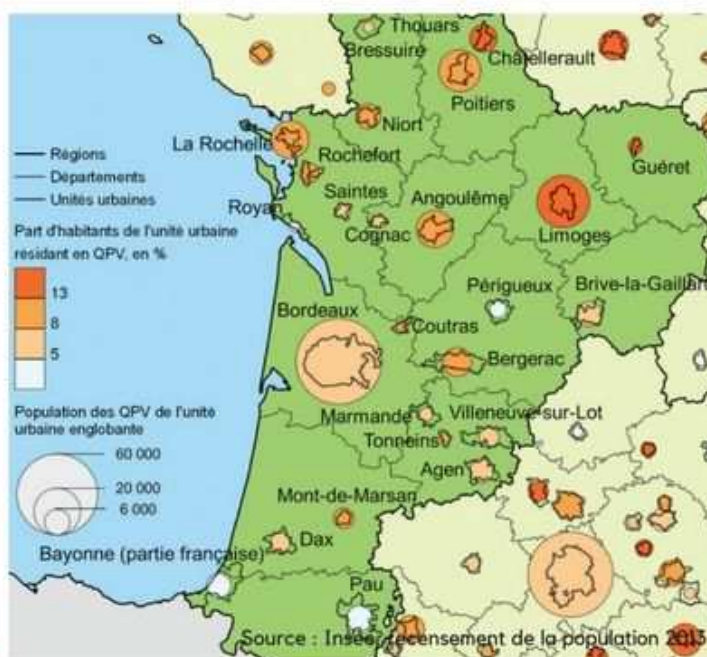 Thouars
Bressuire
Châtellerault
Poitiers
Niort
La Rochelle
Rochefort
Guéret
Régions
Départements
Unités urbaines
Saintes
Angoulême
Royan
Cognac
Limoges
Part d'habitants de l'unité urbaine
résidant en QPV, en %
13
8
5
Périgueux
Brive-la-Gaillard
Bordeaux
Coutras
Bergerac
Population des QPV de l'unité
urbaine englobante
60 000
20 000
6 000
Marmande
Villeneuve-sur-Lot
Tonneins
Agen
Mont-de-Marsan
Dax
Bayonne (partie française)
Pau
Source : Insee, recensement de la population 2013